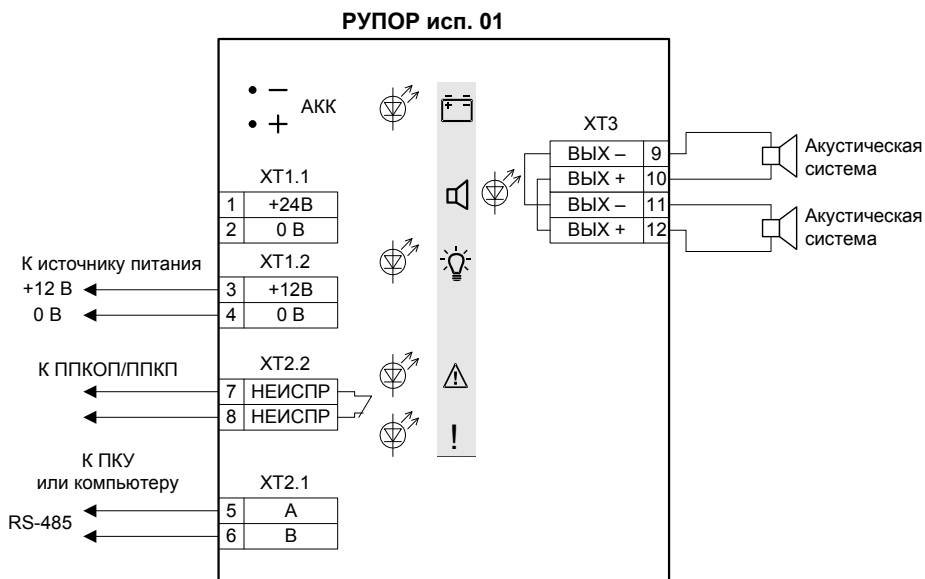 РУПОР исп. 01
– АКК
+
XT1.1
1 +24В
2 0 В
К источнику питания
XT1.2
+12 В 3 +12В
0 В 4 0 В
К ППКОП/ППКП
XT2.2
7 НЕИСПР
8 НЕИСПР
!
К ПКУ
или компьютеру
XT2.1
RS-485
5 A
6 B
XT3
ВЫХ – 9
ВЫХ + 10
ВЫХ – 11
ВЫХ + 12
Акустическая
система
Акустическая
система